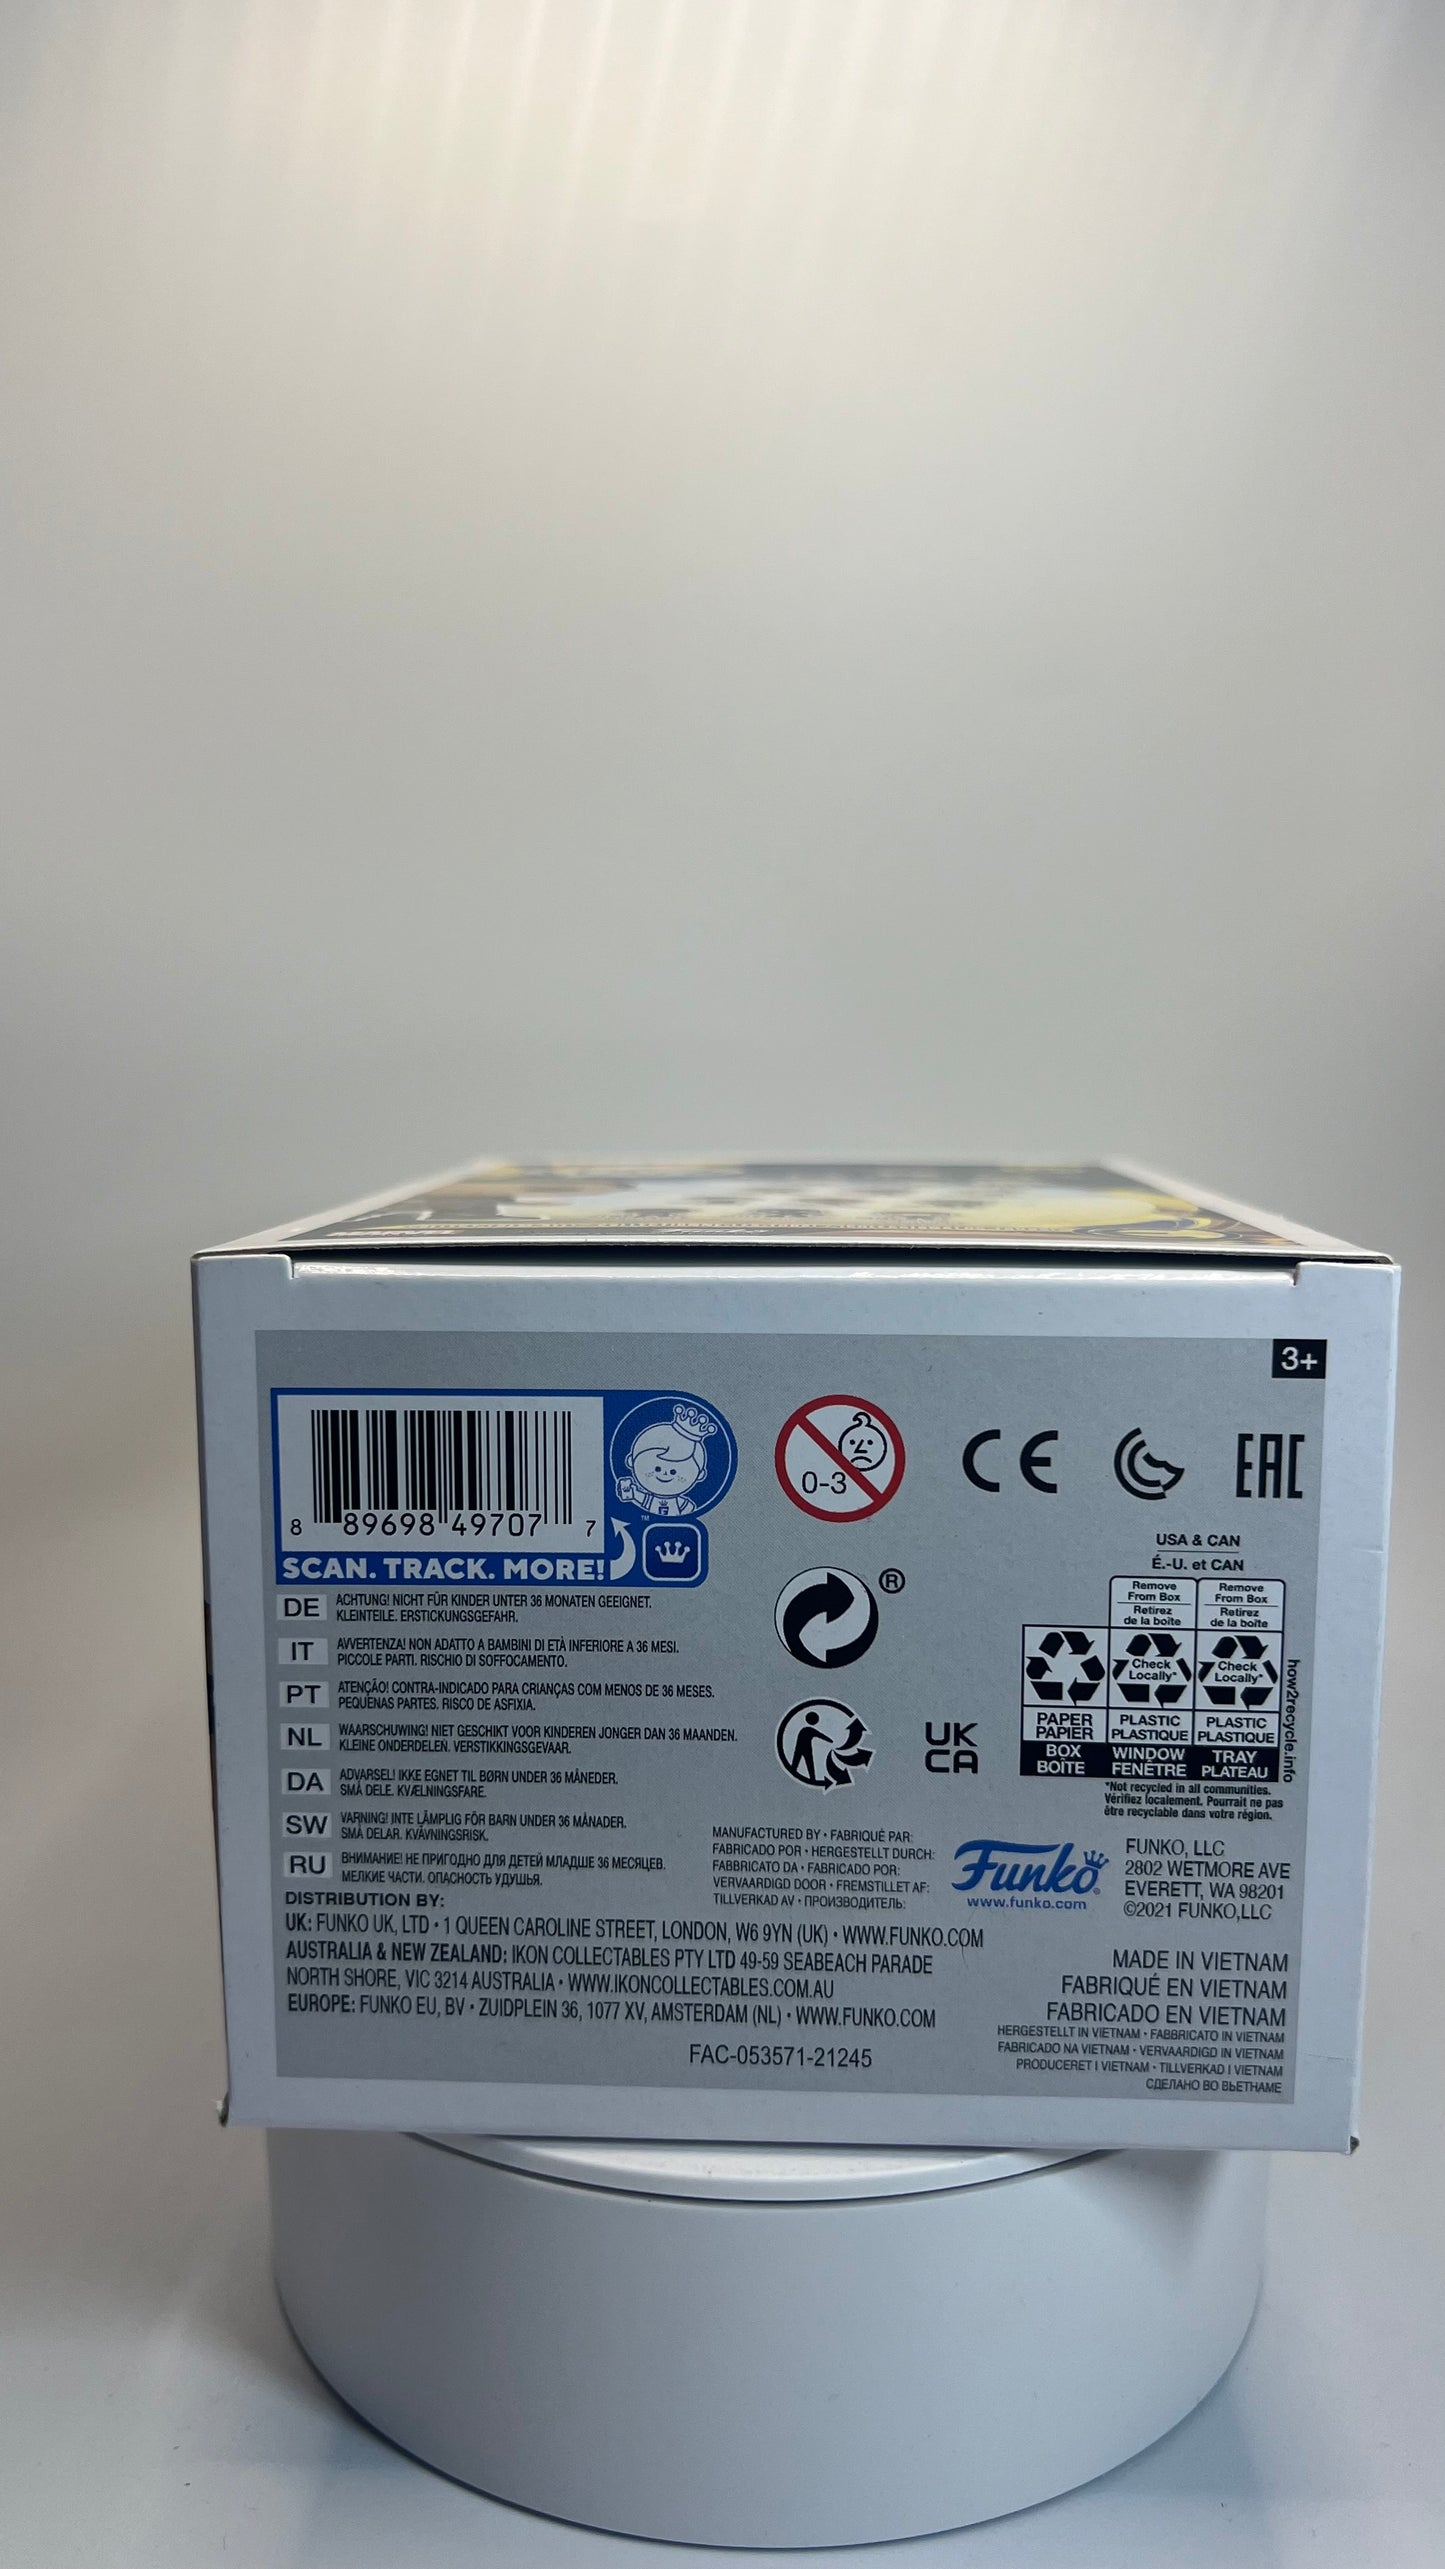 MARVEL
3+
8 89698 49707 7
SCAN. TRACK. MORE!
™
0-3
CE
EAC
®
DE
ACHTUNG! NICHT FÜR KINDER UNTER 36 MONATEN GEEIGNET.
KLEINTEILE. ERSTICKUNGSGEFAHR.
IT
AVVERTENZA! NON ADATTO A BAMBINI DI ETÀ INFERIORE A 36 MESI.
PICCOLE PARTI. RISCHIO DI SOFFOCAMENTO.
PT
ATENÇÃO! CONTRA-INDICADO PARA CRIANÇAS COM MENOS DE 36 MESES.
PEQUENAS PARTES. RISCO DE ASFIXIA.
NL
WAARSCHUWING! NIET GESCHIKT VOOR KINDEREN JONGER DAN 36 MAANDEN.
KLEINE ONDERDELEN. VERSTIKKINGSGEVAAR.
DA
ADVARSEL! IKKE EGNET TIL BØRN UNDER 36 MÅNEDER.
SMÅ DELE. KVÆLNINGSFARE.
SW
VARNING! INTE LÄMPLIG FÖR BARN UNDER 36 MÅNADER.
SMÅ DELAR. KVÄVNINGSRISK.
RU
ВНИМАНИЕ! НЕ ПРИГОДНО ДЛЯ ДЕТЕЙ МЛАДШЕ 36 МЕСЯЦЕВ.
МЕЛКИЕ ЧАСТИ. ОПАСНОСТЬ УДУШЬЯ.
UK
CA
USA & CAN
É.-U. et CAN
Remove
From Box
Retirez
de la boîte
Remove
From Box
Retirez
de la boîte
Check
Locally*
Check
Locally*
PAPER
PAPIER
PLASTIC
PLASTIQUE
PLASTIC
PLASTIQUE
BOX
BOÎTE
WINDOW
FENÊTRE
TRAY
PLATEAU
how2recycle.info
*Not recycled in all communities.
Vérifiez localement. Pourrait ne pas
être recyclable dans votre région.
MANUFACTURED BY • FABRIQUÉ PAR:
FABRICADO POR • HERGESTELLT DURCH:
FABBRICATO DA • FABRICADO POR:
VERVAARDIGD DOOR • FREMSTILLET AF:
TILLVERKAD AV • ПРОИЗВОДИТЕЛЬ:
Funko®
www.funko.com
FUNKO, LLC
2802 WETMORE AVE
EVERETT, WA 98201
©2021 FUNKO,LLC
DISTRIBUTION BY:
UK: FUNKO UK, LTD • 1 QUEEN CAROLINE STREET, LONDON, W6 9YN (UK) • WWW.FUNKO.COM
AUSTRALIA & NEW ZEALAND: IKON COLLECTABLES PTY LTD 49-59 SEABEACH PARADE
NORTH SHORE, VIC 3214 AUSTRALIA • WWW.IKONCOLLECTABLES.COM.AU
EUROPE: FUNKO EU, BV • ZUIDPLEIN 36, 1077 XV, AMSTERDAM (NL) • WWW.FUNKO.COM
FAC-053571-21245
MADE IN VIETNAM
FABRIQUÉ EN VIETNAM
FABRICADO EN VIETNAM
HERGESTELLT IN VIETNAM • FABBRICATO IN VIETNAM
FABRICADO NA VIETNAM • VERVAARDIGD IN VIETNAM
PRODUCERET I VIETNAM • TILLVERKAD I VIETNAM
СДЕЛАНО ВО ВЬЕТНАМЕ